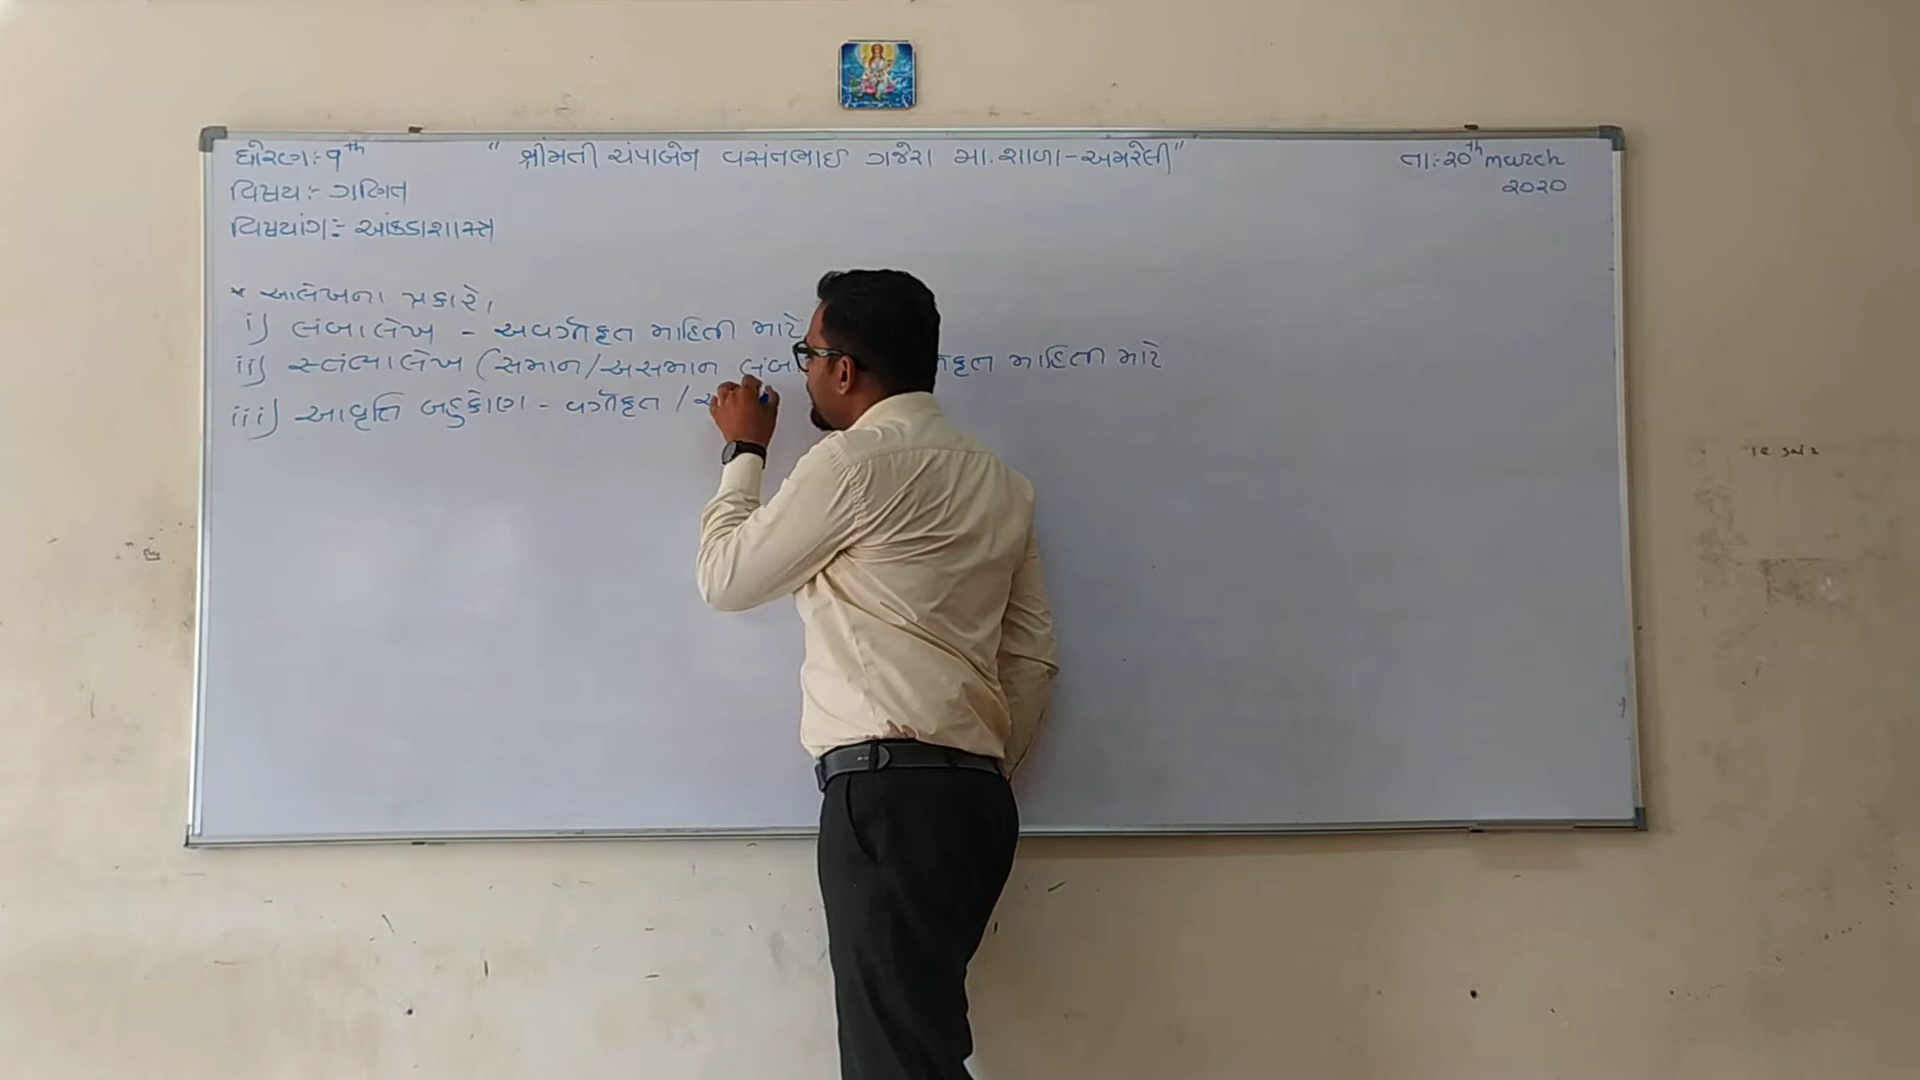 ધોરણ:-૧th
" શ્રીમતી ચંપાબેન વસંતભાઇ ગજેરા મા. શાળા - અમરેલી "
તા:-૨૦th march
૨૦૨૦
વિષય:- ગણિત
વિષયાંગ:- આંકડાશાસ્ત્ર
* આલેખના પ્રકારો,
i) લંબાલેખ - અવર્ગીકૃત માહિતી માટે
ii) સ્તંભાલેખ (સમાન/અસમાન લંબા માહિતી માટે
iii) આવૃત્તિ બહુકોણ - વર્ગીકૃત /